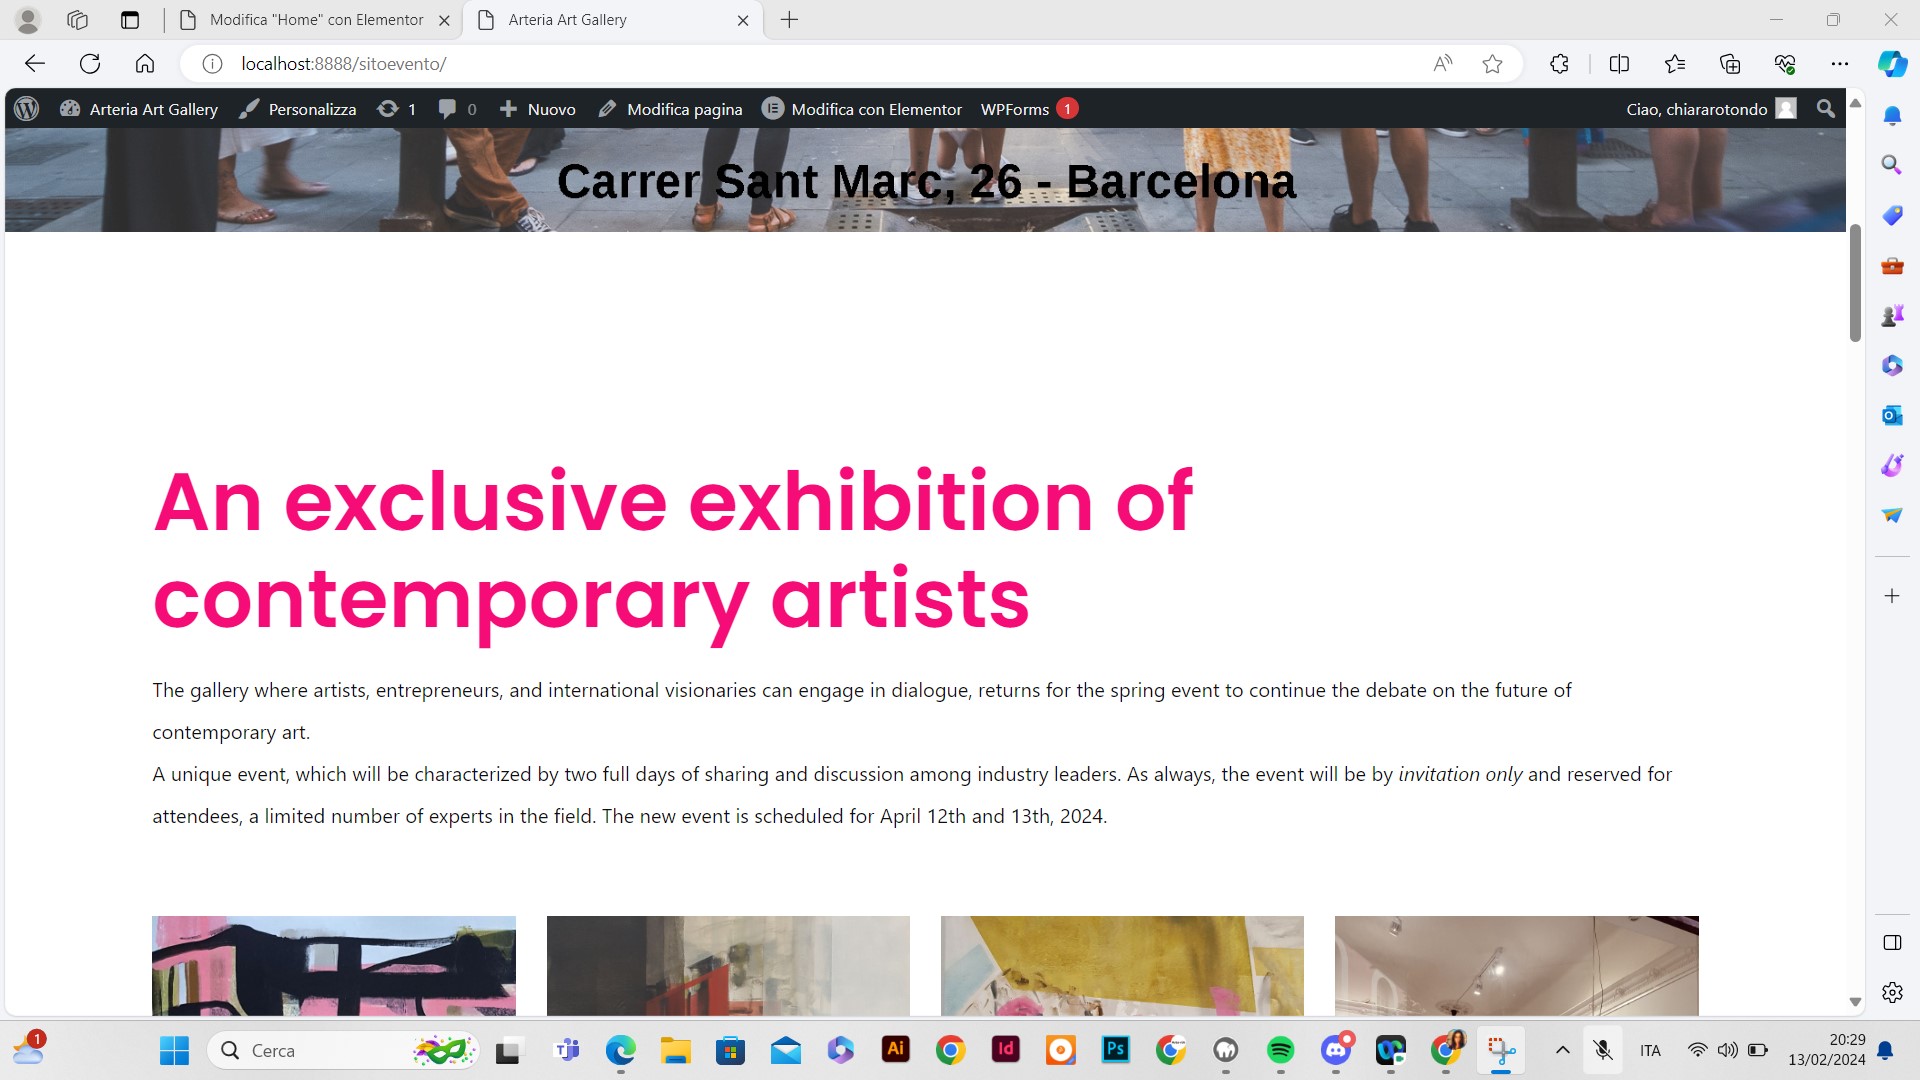 Modifica "Home" con Elementor
Arteria Art Gallery
localhost:8888/sitoevento/
Arteria Art Gallery
Personalizza
1
0
Nuovo
Modifica pagina
Modifica con Elementor
WPForms
1
Ciao, chiararotondo
Carrer Sant Marc, 26 - Barcelona
An exclusive exhibition of
contemporary artists
The gallery where artists, entrepreneurs, and international visionaries can engage in dialogue, returns for the spring event to continue the debate on the future of
contemporary art.
A unique event, which will be characterized by two full days of sharing and discussion among industry leaders. As always, the event will be by invitation only and reserved for
attendees, a limited number of experts in the field. The new event is scheduled for April 12th and 13th, 2024.
1
Cerca
Ai
Id
Ps
ITA
20:29
13/02/2024